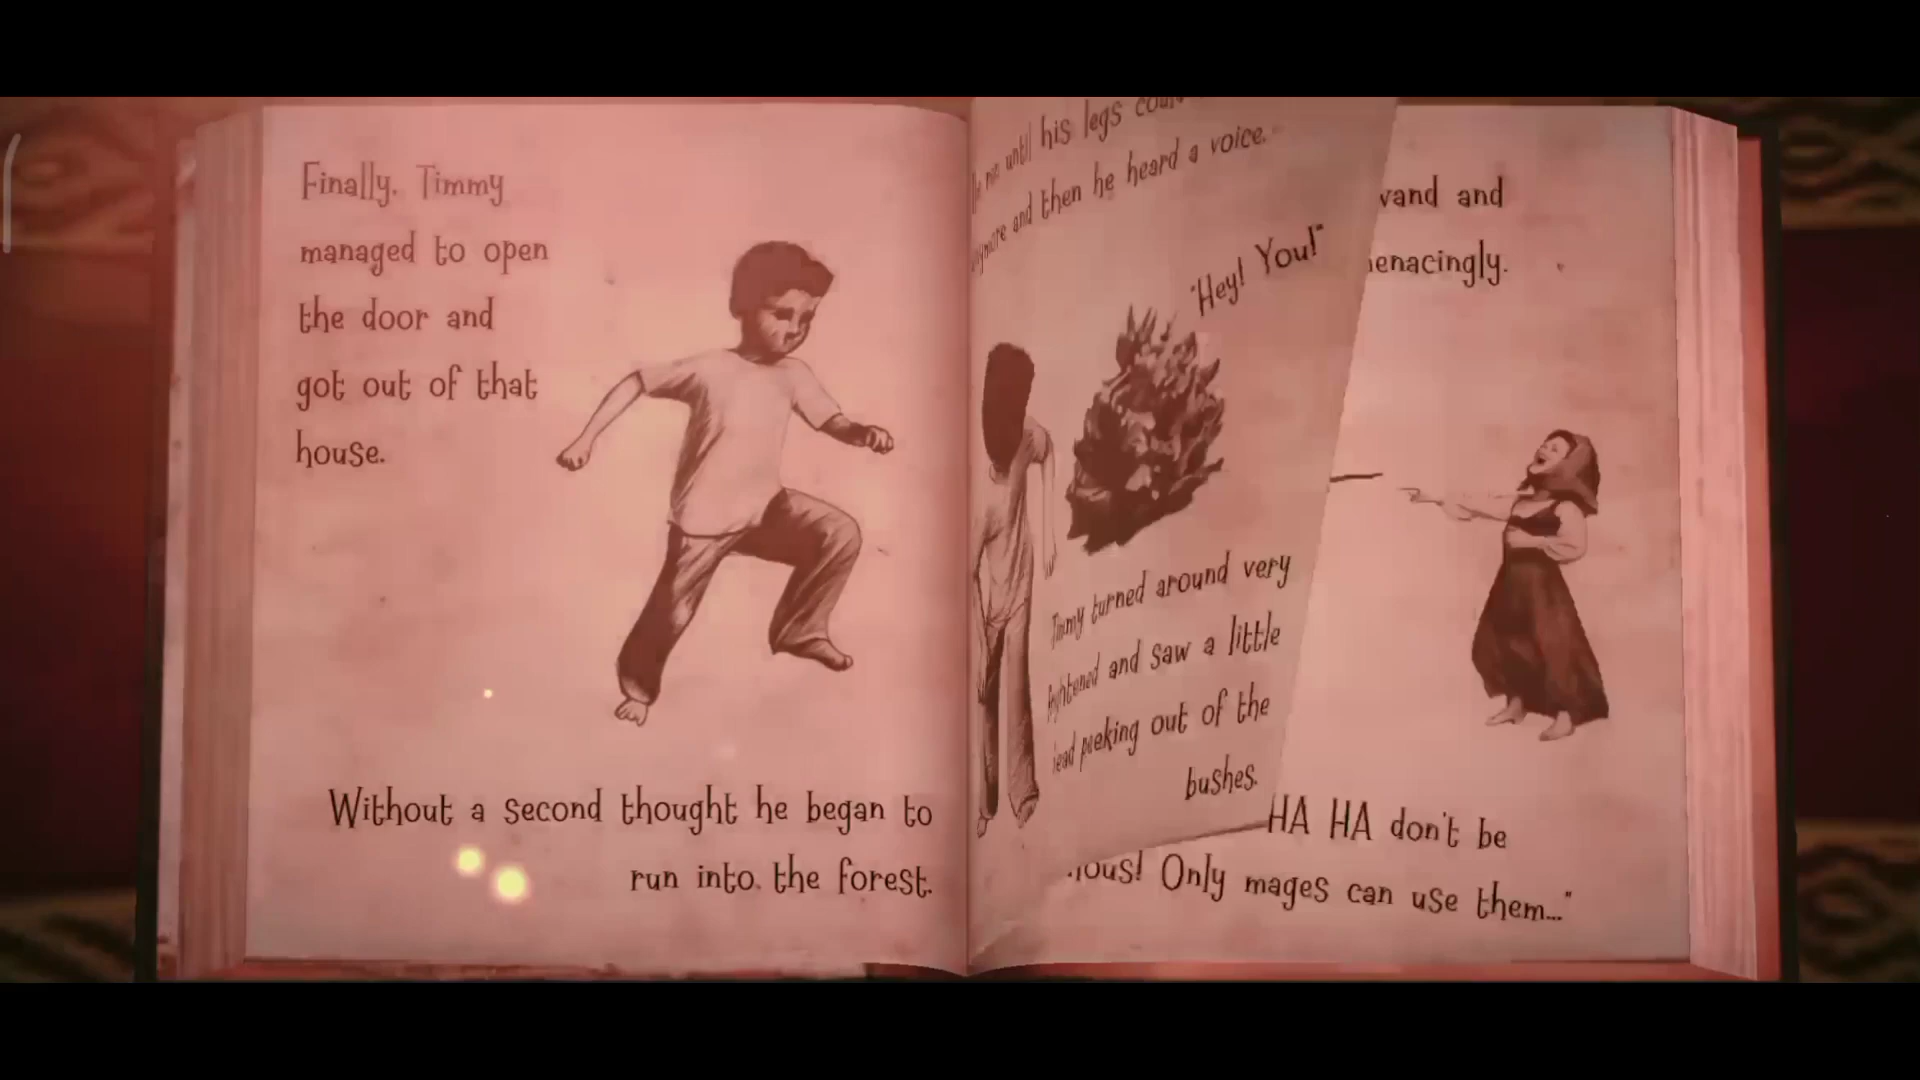 Finally, Timmy
managed to open
the door and
got out of that
house.
Without a second thought he began to
run into the forest.
run until his legs
and then he heard a voice.
"Hey! You!"
Timmy turned around very
and saw a little
peeking out of the
bushes.
and
HA HA don't be
Only mages can use them..."